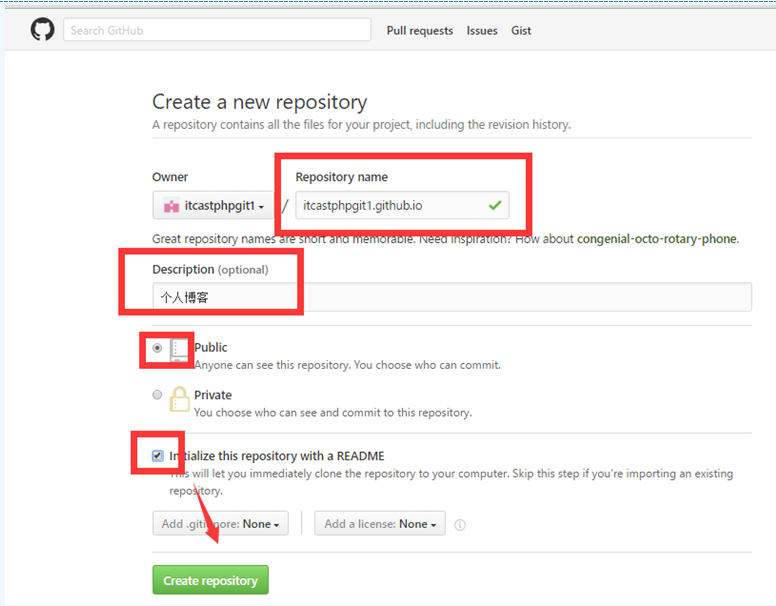 Search GitHub
Pull requests Issues Gist
Create a new repository
A repository contains all the files for your project, including the revision history.
Owner Repository name
itcastphpgit1 / itcastphpgit1.github.io
Great repository names are short and memorable. Need inspiration? How about congenial-octo-rotary-phone.
Description (optional)
个人博客
Public
Anyone can see this repository. You choose who can commit.
Private
You choose who can see and commit to this repository.
Initialize this repository with a README
This will let you immediately clone the repository to your computer. Skip this step if you're importing an existing
repository.
Add .gitignore: None Add a license: None
Create repository